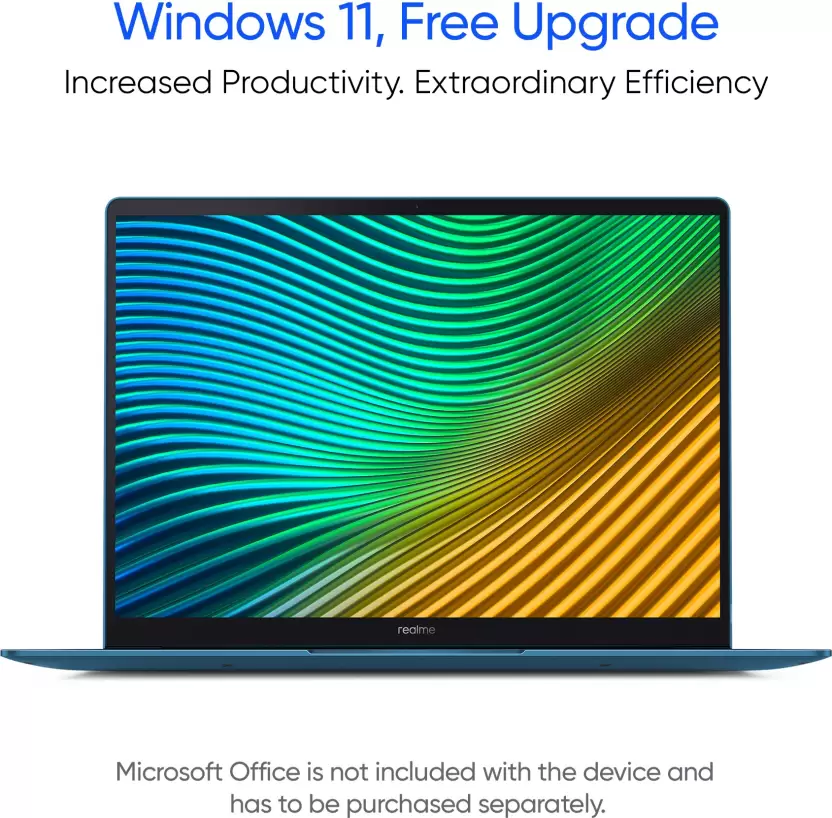 Windows 11, Free Upgrade
Increased Productivity. Extraordinary Efficiency
realme
Microsoft Office is not included with the device and
has to be purchased separately.